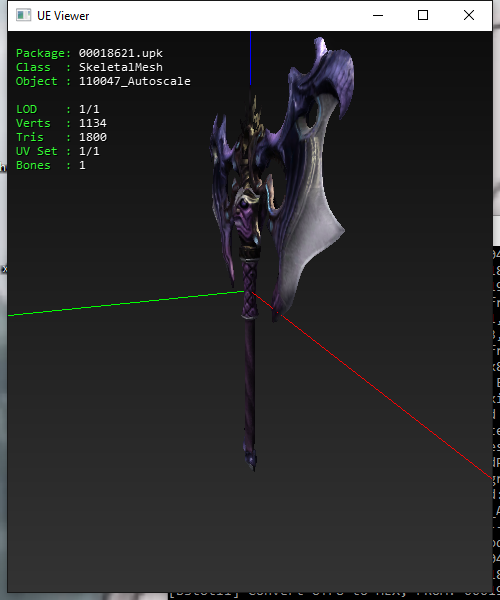 UE Viewer
Package: 00018621.upk
Class : SkeletalMesh
Object : 110047_Autoscale
LOD : 1/1
Verts : 1134
Tris : 1800
UV Set : 1/1
Bones : 1